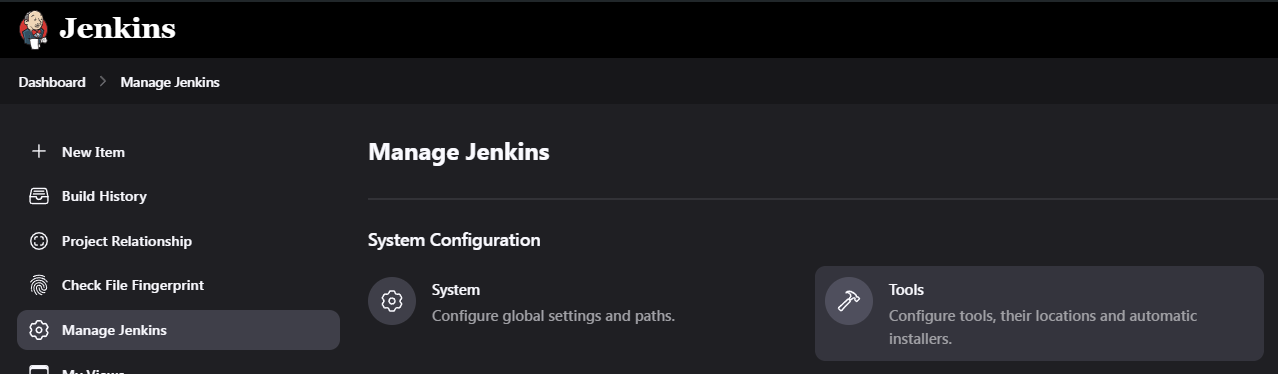 Jenkins
Dashboard > Manage Jenkins
New Item
Build History
Project Relationship
Check File Fingerprint
Manage Jenkins
My Views
Manage Jenkins
System Configuration
System
Configure global settings and paths.
Tools
Configure tools, their locations and automatic
installers.